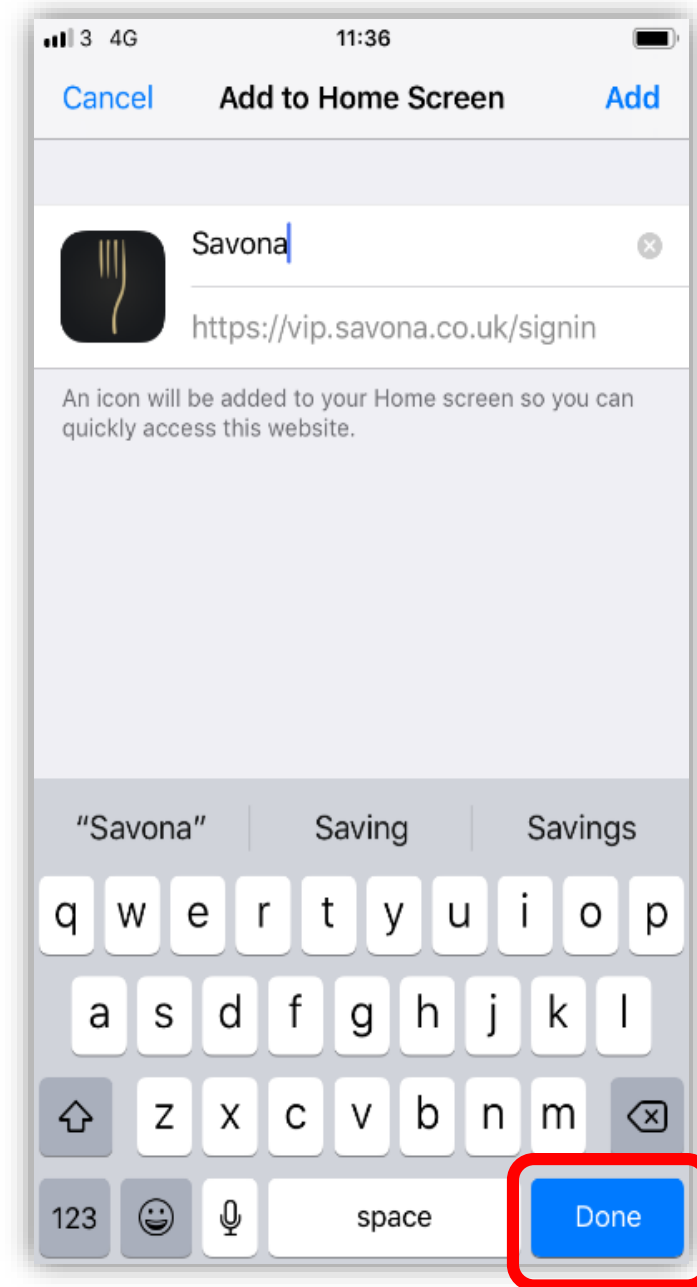 3 4G 11:36
Cancel Add to Home Screen Add
Savona
https://vip.savona.co.uk/signin
An icon will be added to your Home screen so you can
quickly access this website.
“Savona” Saving Savings
q w e r t y u i o p
a s d f g h j k l
z x c v b n m
123 space Done